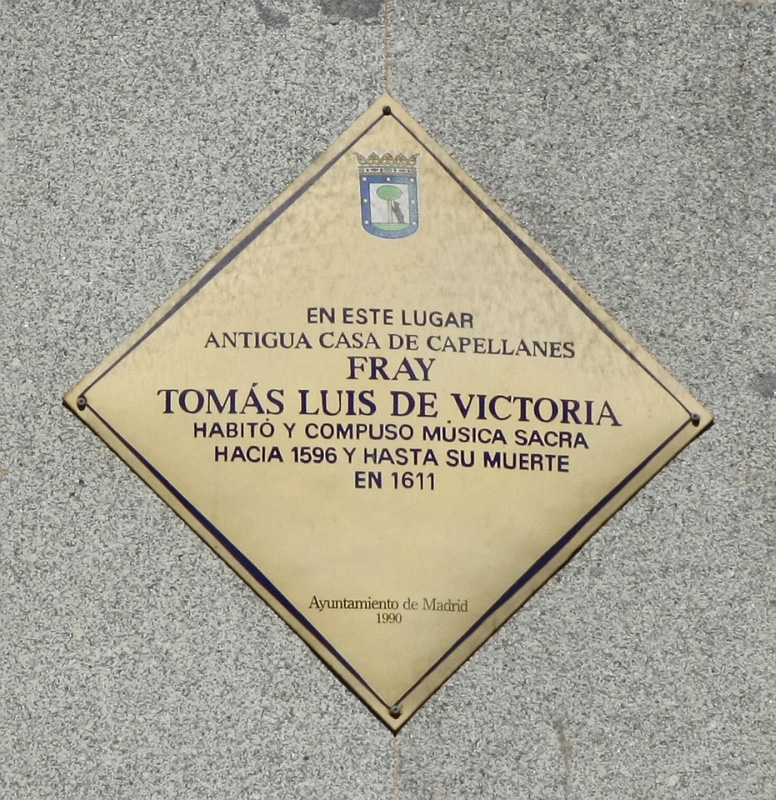 EN ESTE LUGAR
ANTIGUA CASA DE CAPELLANES
FRAY
TOMÁS LUIS DE VICTORIA
HABITÓ Y COMPUSO MÚSICA SACRA
HACIA 1596 Y HASTA SU MUERTE
EN 1611
Ayuntamiento de Madrid
1990